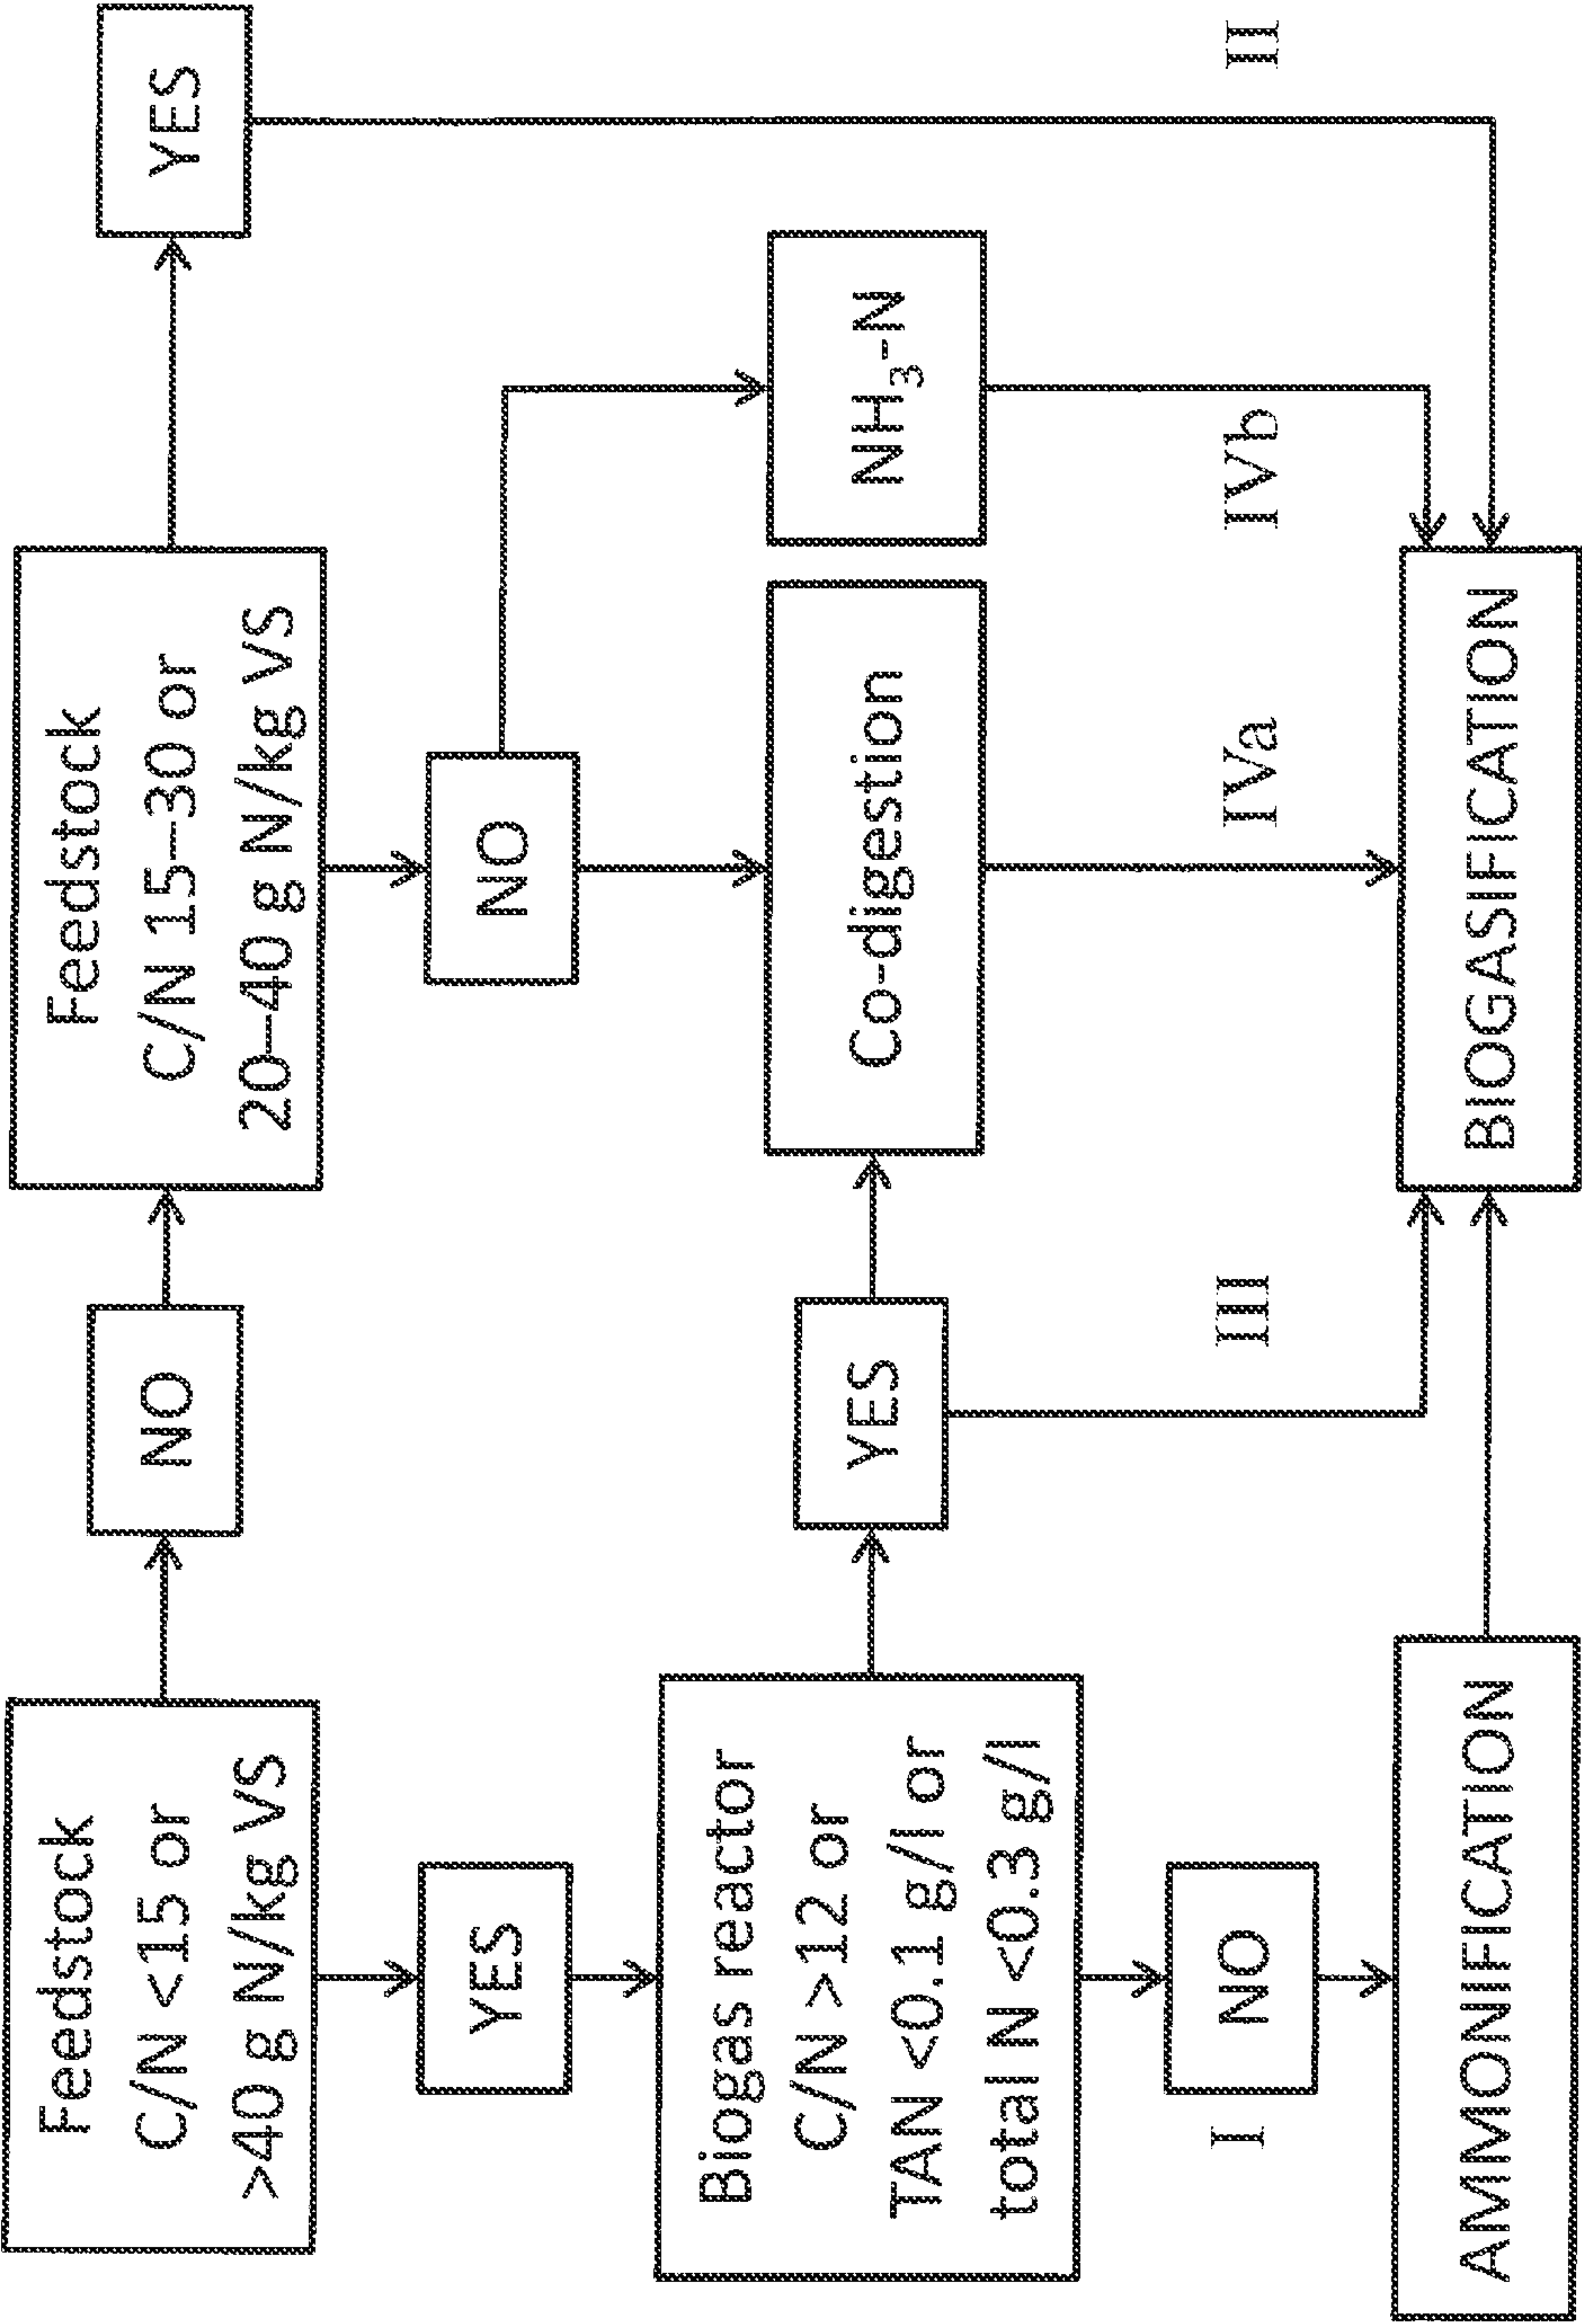 Feedstock
C/N <15 or
>40 g N/kg VS
NO
Feedstock
C/N 15–30 or
20–40 g N/kg VS
YES
YES
NO
Biogas reactor
C/N >12 or
TAN <0.1 g/l or
total N <0.3 g/l
YES
Co-digestion
NH3-N
I
NO
III
IVa
IVb
II
AMMONIFICATION
BIOGASIFICATION